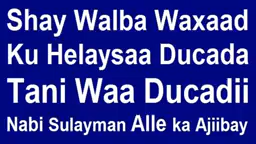 Shay Walba Waxaad
Ku Helaysaa Ducada
Tani Waa Ducadii
Nabi Sulayman Alle ka Ajiibay